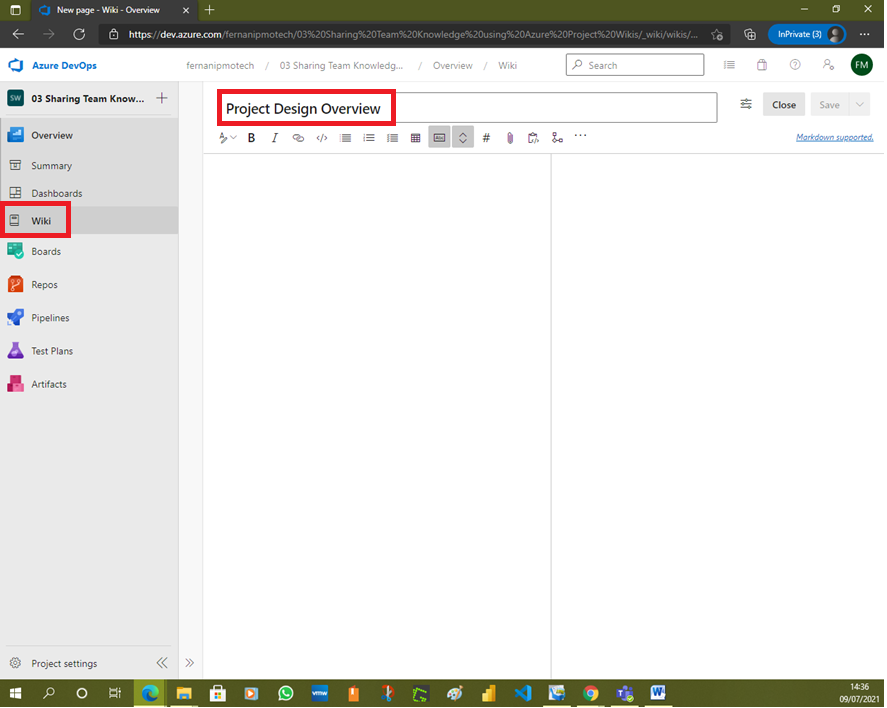 New page - Wiki - Overview
https://dev.azure.com/fernanipmotech/03%20Sharing%20Team%20Knowledge%20using%20Azure%20Project%20Wikis/_wiki/wikis/...
InPrivate (3)
Azure DevOps
fernanipmotech / 03 Sharing Team Knowledg... / Overview / Wiki
Search
FM
SW
03 Sharing Team Know...
Project Design Overview
Close
Save
Markdown supported.
Overview
Summary
Dashboards
Wiki
Boards
Repos
Pipelines
Test Plans
Artifacts
Project settings
vmw
14:36
09/07/2021